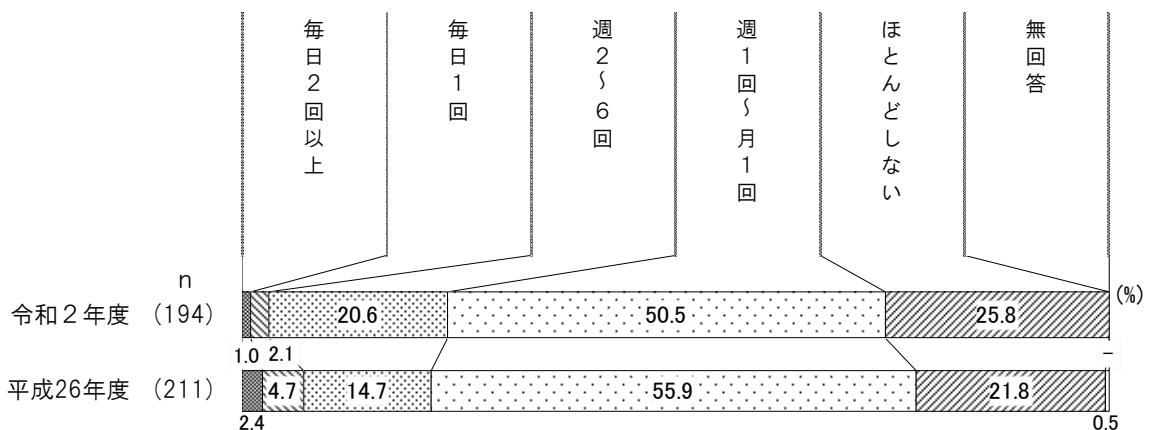 毎日２回以上
毎日１回
週２～６回
週１回～月１回
ほとんどしない
無回答
n
(%)
令和２年度 (194)
20.6
50.5
25.8
1.0
2.1
－
平成26年度 (211)
4.7
14.7
55.9
21.8
2.4
0.5